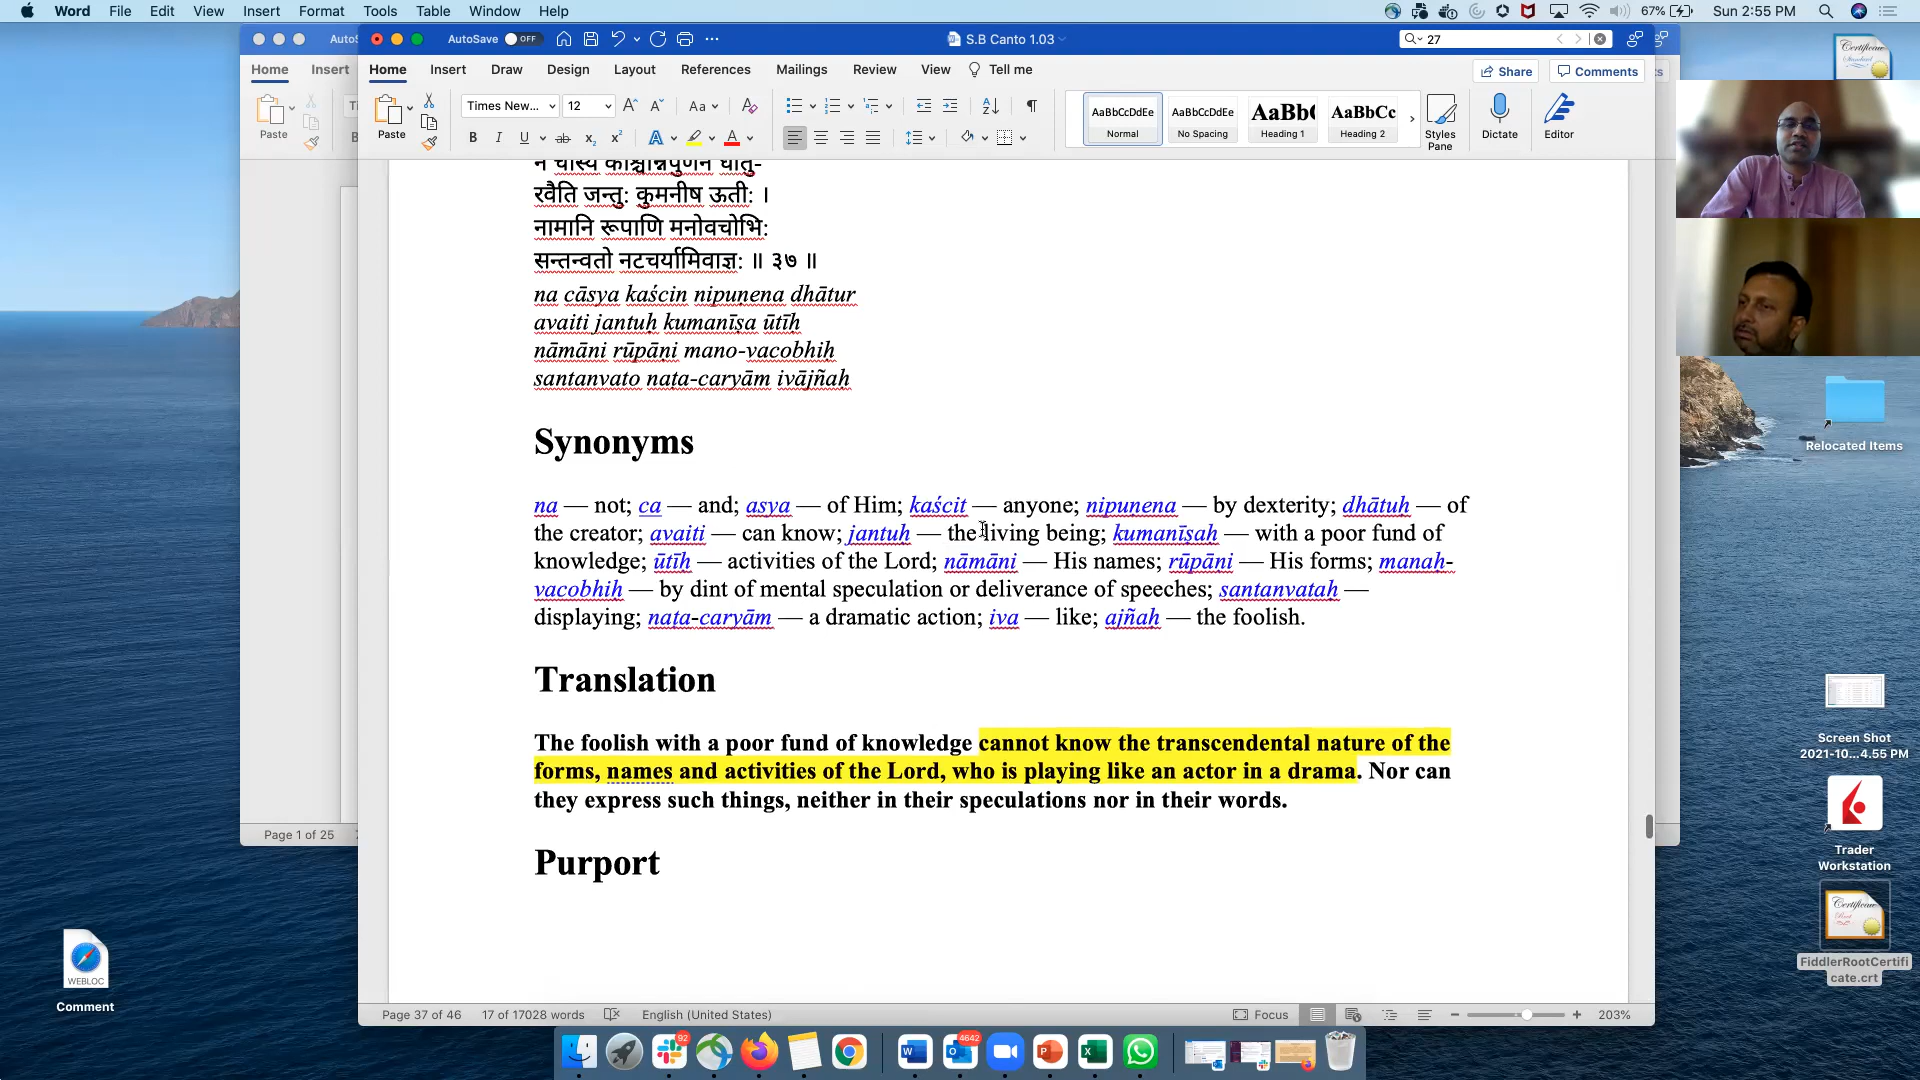 Word File Edit View Insert Format Tools Table Window Help 67% Sun 2:55 PM
AutoSave OFF S.B Canto 1.03 27
Home Insert
Home Insert Draw Design Layout References Mailings Review View Tell me Share Comments
Paste
Paste Times New... 12 Aa
AaBbCcDdEe AaBbCcDdEe AaBbCc
Normal No Spacing Heading 1 Heading 2 Styles Pane Dictate Editor
न चास्य कश्चिन्निपुणेन धातु-
रवैति जन्तु: कुमनीष ऊती: ।
नामानि रूपाणि मनोवचोभि:
सन्तन्वतो नटचर्यामिवाज्ञ: ॥ ३७ ॥
na cāsya kaścin nipuṇena dhātur
avaiti jantuḥ kumanīṣa ūtīḥ
nāmāni rūpāṇi mano-vacobhiḥ
santanvato naṭa-caryām ivājñaḥ
Synonyms
na — not; ca — and; asya — of Him; kaścit — anyone; nipuṇena — by dexterity; dhātuḥ — of
the creator; avaiti — can know; jantuḥ — the living being; kumanīṣaḥ — with a poor fund of
knowledge; ūtīḥ — activities of the Lord; nāmāni — His names; rūpāṇi — His forms; manaḥ-
vacobhiḥ — by dint of mental speculation or deliverance of speeches; santanvataḥ —
displaying; naṭa-caryām — a dramatic action; iva — like; ajñaḥ — the foolish.
Translation
The foolish with a poor fund of knowledge cannot know the transcendental nature of the
forms, names and activities of the Lord, who is playing like an actor in a drama. Nor can
they express such things, neither in their speculations nor in their words.
Purport
Page 1 of 25
Page 37 of 46 17 of 17028 words English (United States) Focus 203%
Relocated Items
Screen Shot
2021-10...4.55 PM
Trader
Workstation
FiddlerRootCertifi
cate.crt
WEBLOC
Comment
92
4642